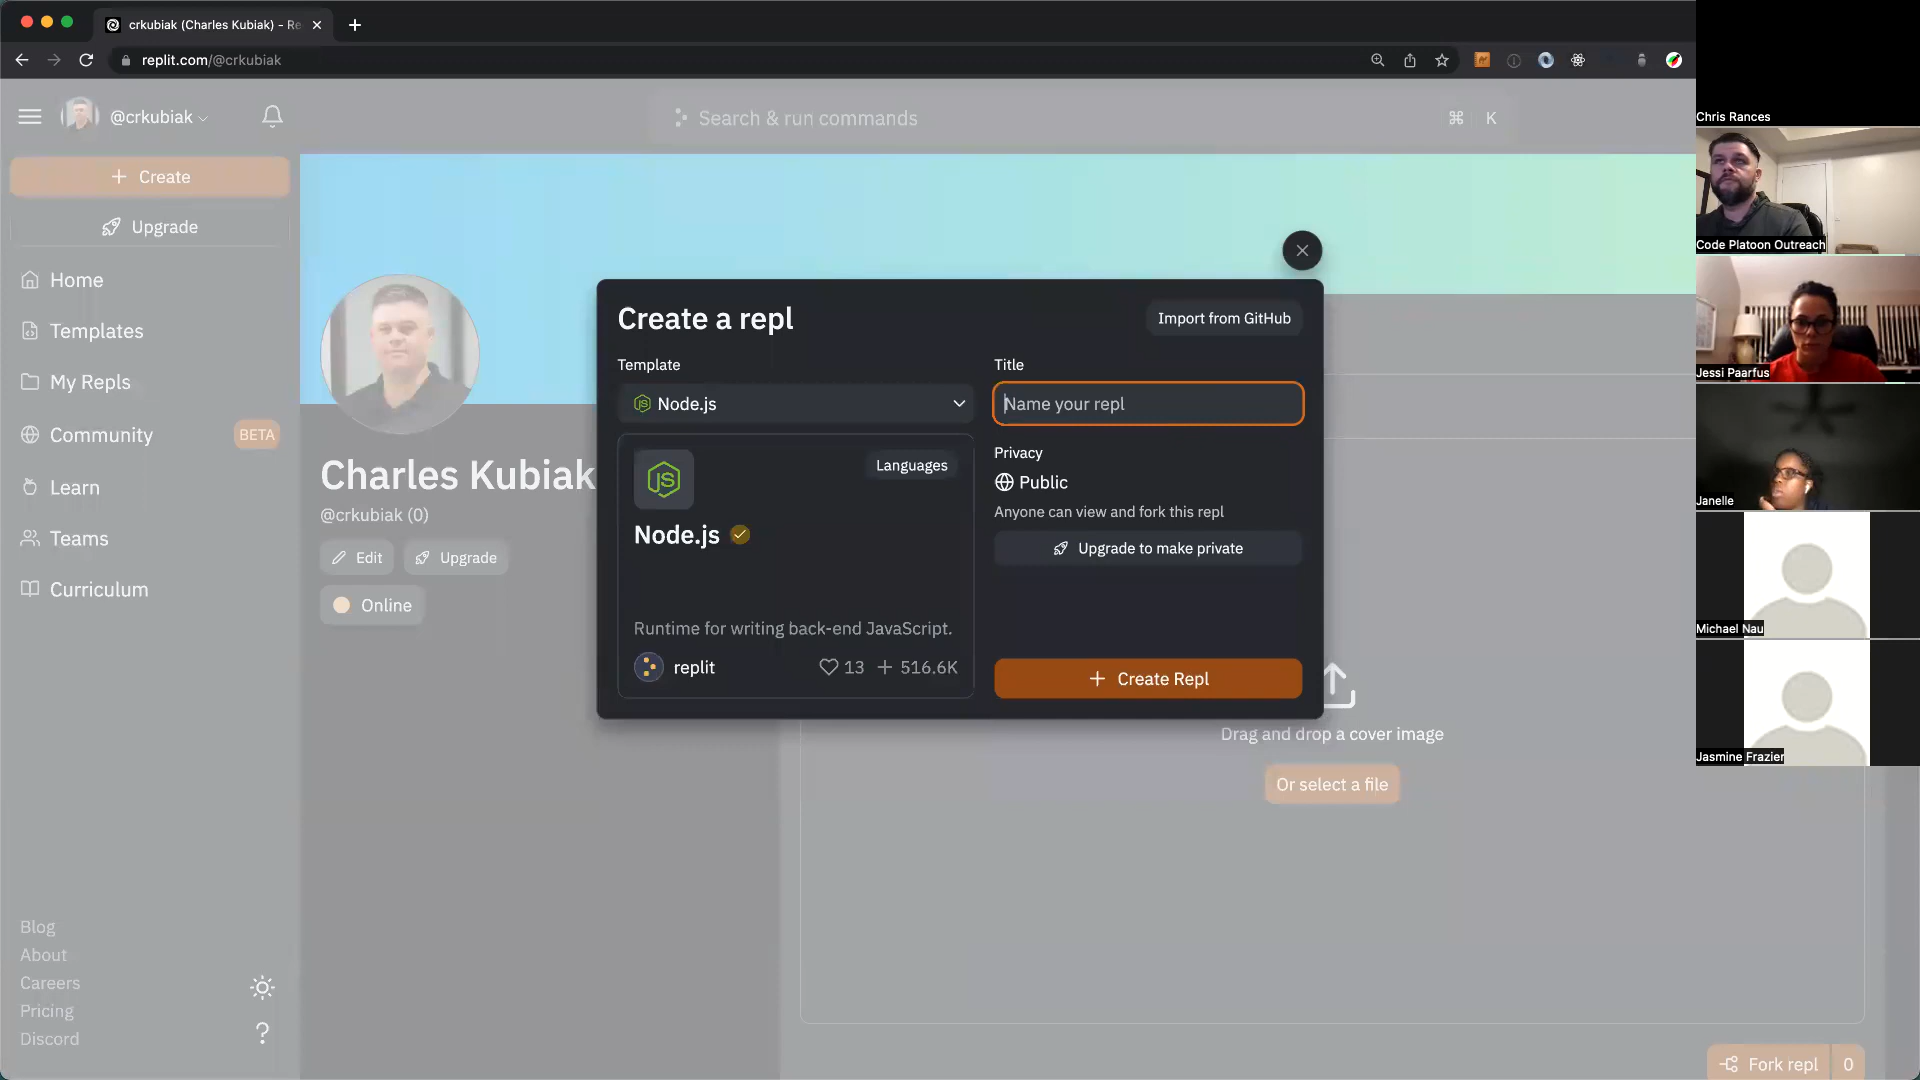 crkubiak (Charles Kubiak) - Re
replit.com/@crkubiak
@crkubiak
Search & run commands
⌘ K
Create
Upgrade
Home
Templates
My Repls
Community
BETA
Learn
Teams
Curriculum
Blog
About
Careers
Pricing
Discord
Charles Kubiak
@crkubiak (0)
Edit
Upgrade
Online
Create a repl
Import from GitHub
Template
Node.js
Languages
JS
Node.js
Runtime for writing back-end JavaScript.
replit
13
516.6K
Title
Name your repl
Privacy
Public
Anyone can view and fork this repl
Upgrade to make private
Create Repl
Drag and drop a cover image
Or select a file
Fork repl
0
Chris Rances
Code Platoon Outreach
Jessi Paarfus
Janelle
Michael Nau
Jasmine Frazier